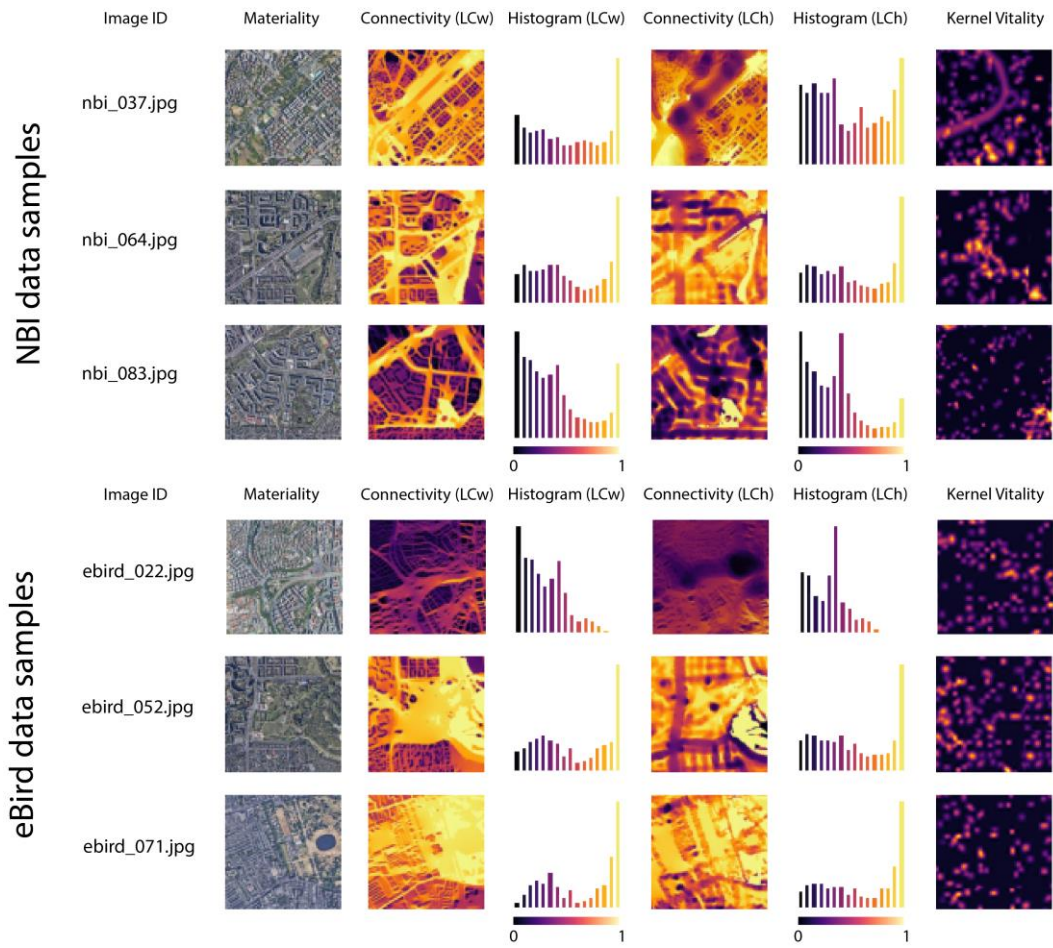 Image ID Materiality Connectivity (LCw) Histogram (LCw) Connectivity (LCh) Histogram (LCh) Kernel Vitality
NBI data samples
nbi_037.jpg
nbi_064.jpg
nbi_083.jpg
0 1 0 1
Image ID Materiality Connectivity (LCw) Histogram (LCw) Connectivity (LCh) Histogram (LCh) Kernel Vitality
eBird data samples
ebird_022.jpg
ebird_052.jpg
ebird_071.jpg
0 1 0 1